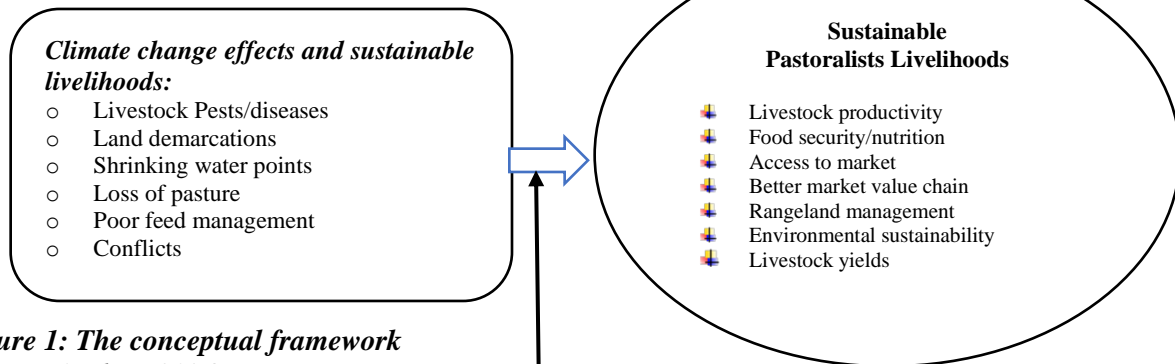 Climate change effects and sustainable
livelihoods:
o Livestock Pests/diseases
o Land demarcations
o Shrinking water points
o Loss of pasture
o Poor feed management
o Conflicts
Sustainable
Pastoralists Livelihoods
Livestock productivity
Food security/nutrition
Access to market
Better market value chain
Rangeland management
Environmental sustainability
Livestock yields
ure 1: The conceptual framework